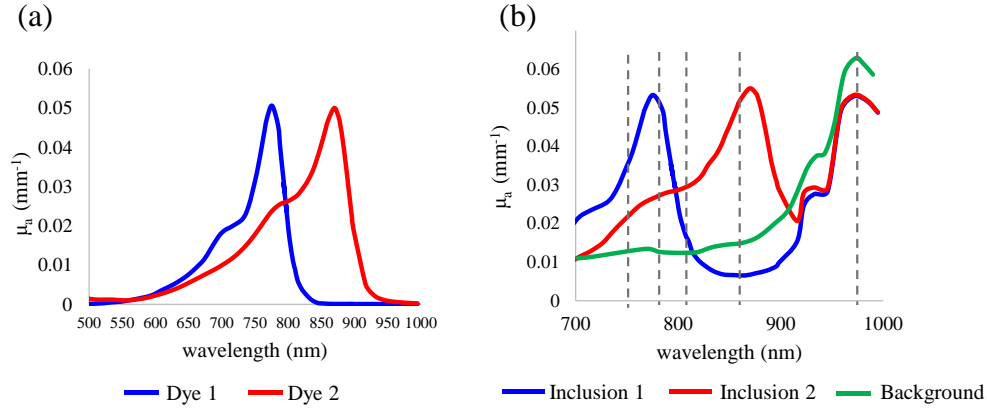 (a)
(b)
0.06
0.05
0.04
0.03
0.02
0.01
0
μa (mm-1)
500 550 600 650 700 750 800 850 900 950 1000
wavelength (nm)
Dye 1 Dye 2
0.06
0.05
0.04
0.03
0.02
0.01
0
μa (mm-1)
700 800 900 1000
wavelength (nm)
Inclusion 1 Inclusion 2 Background